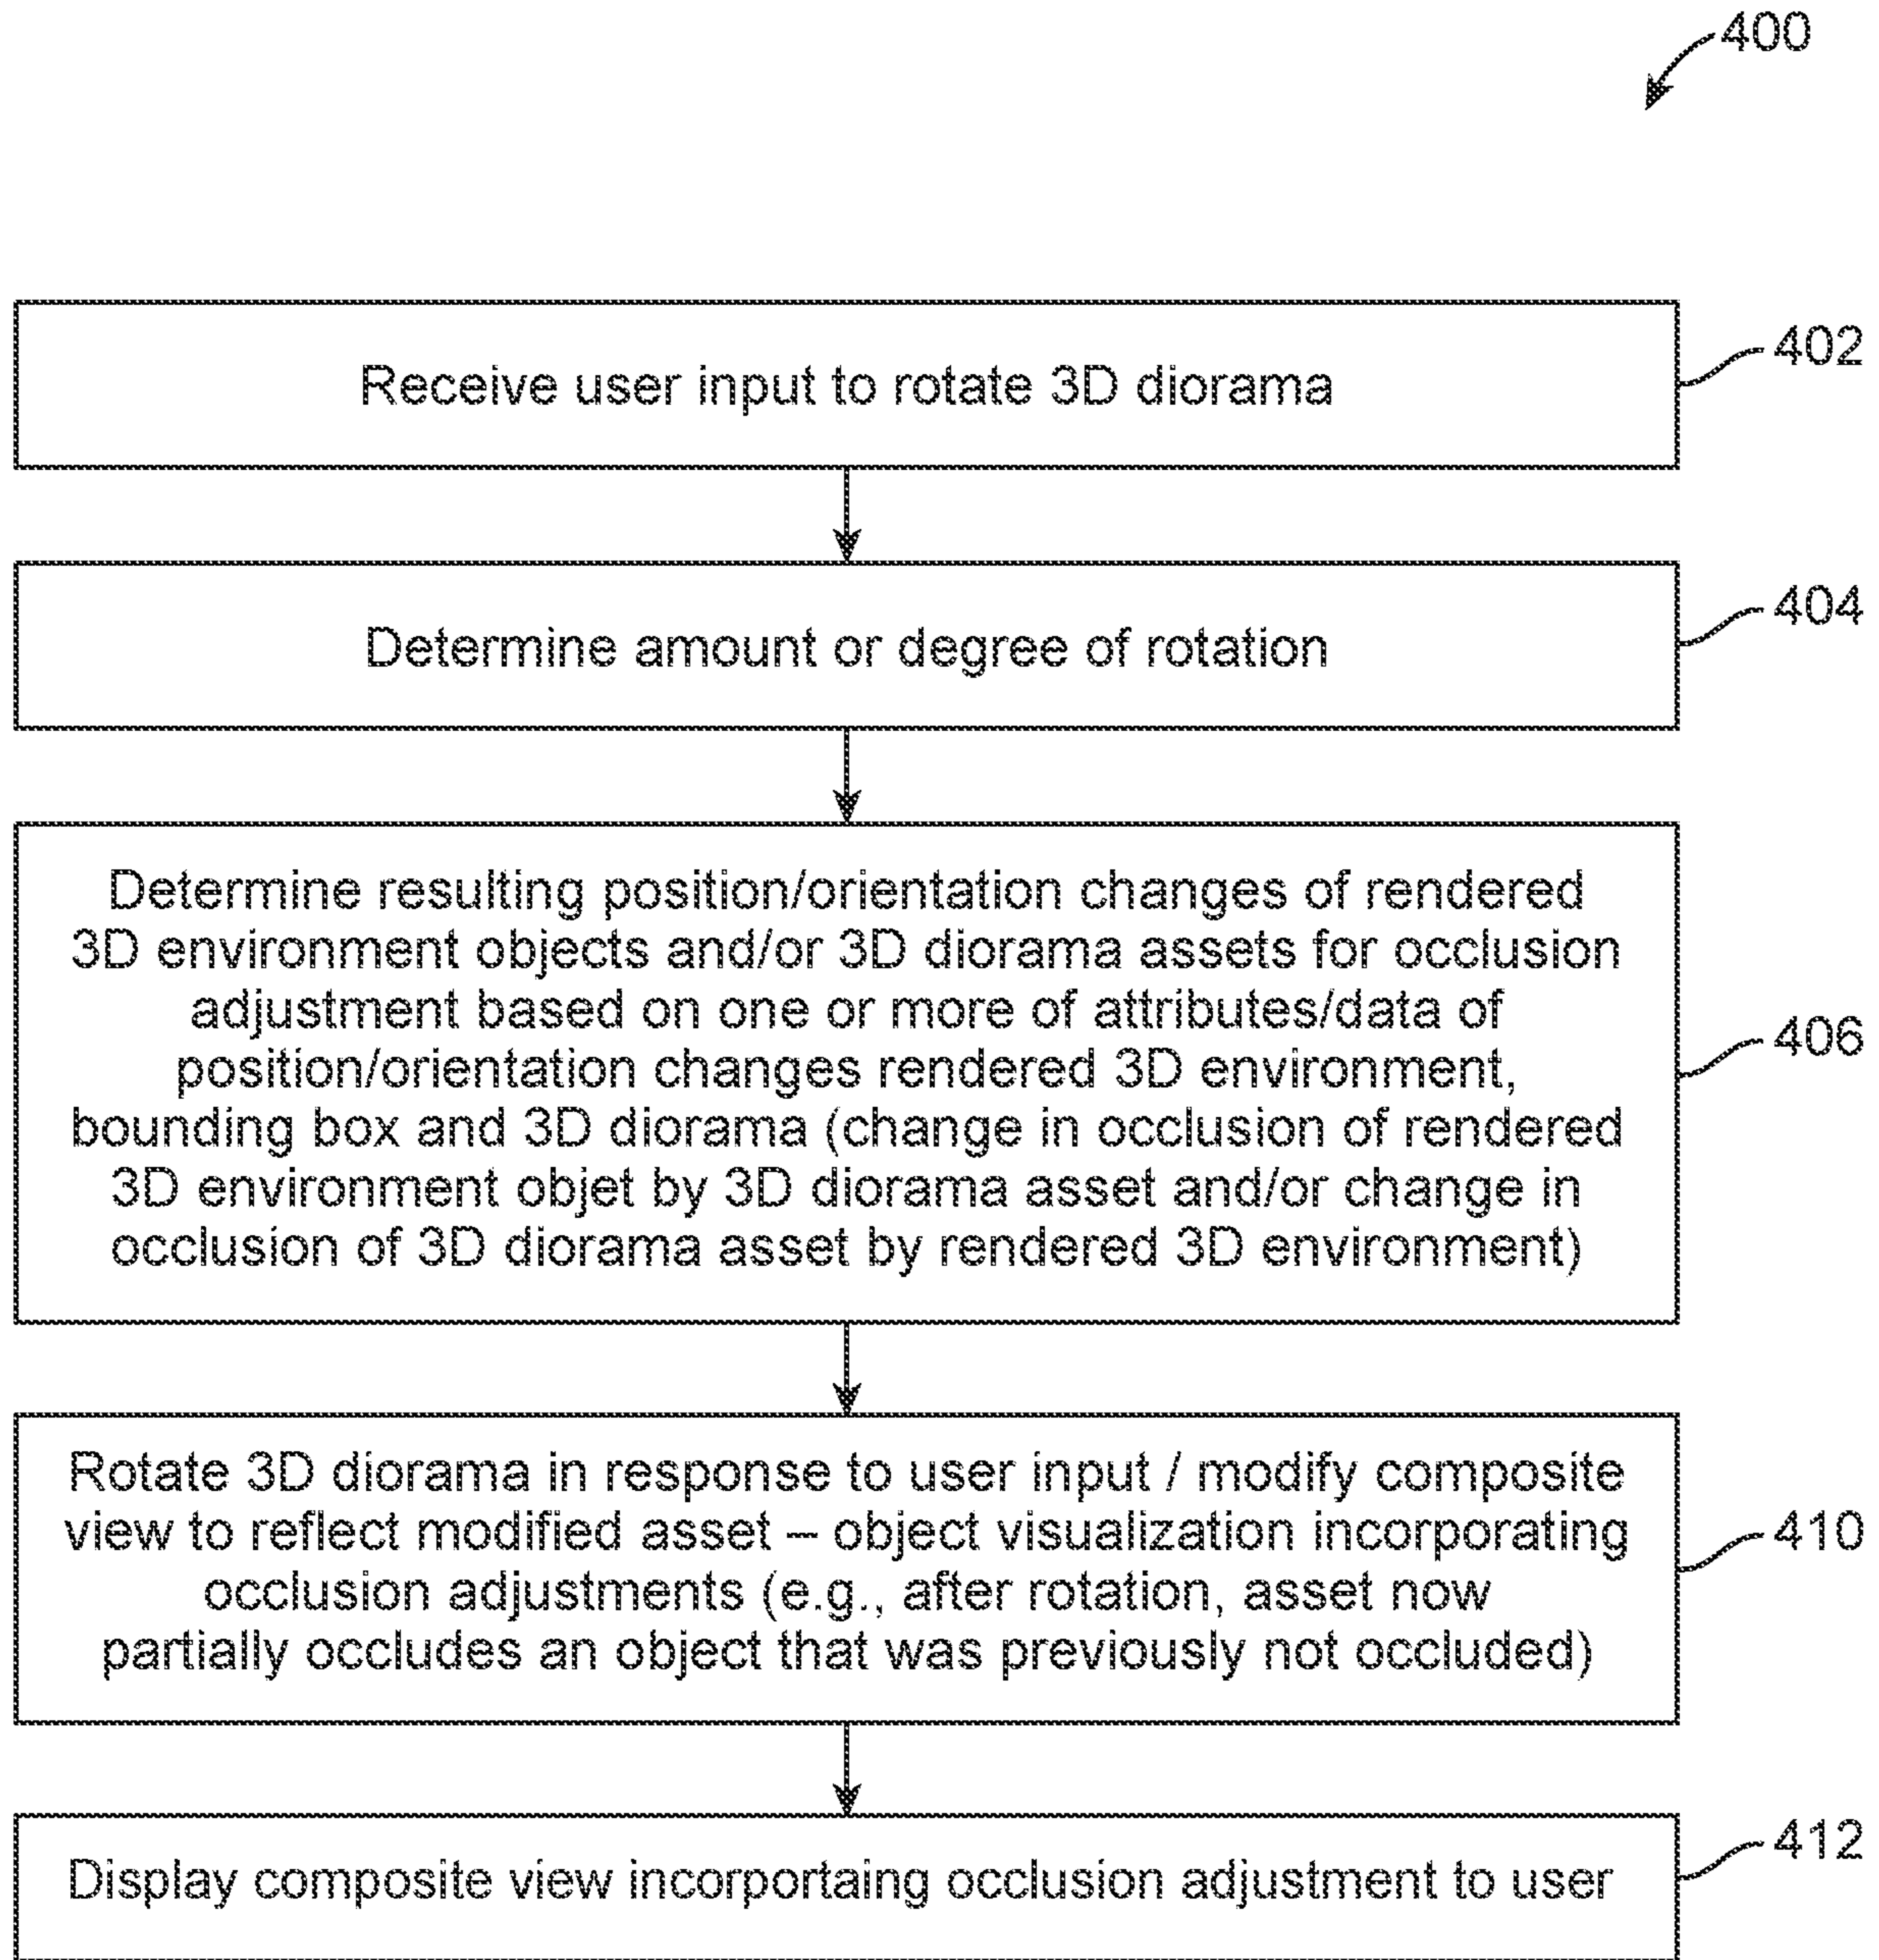 400
Receive user input to rotate 3D diorama
402
Determine amount or degree of rotation
404
Determine resulting position/orientation changes of rendered
3D environment objects and/or 3D diorama assets for occlusion
adjustment based on one or more of attributes/data of
position/orientation changes rendered 3D environment,
bounding box and 3D diorama (change in occlusion of rendered
3D environment objet by 3D diorama asset and/or change in
occlusion of 3D diorama asset by rendered 3D environment)
406
Rotate 3D diorama in response to user input / modify composite
view to reflect modified asset – object visualization incorporating
occlusion adjustments (e.g., after rotation, asset now
partially occludes an object that was previously not occluded)
410
Display composite view incorportaing occlusion adjustment to user
412